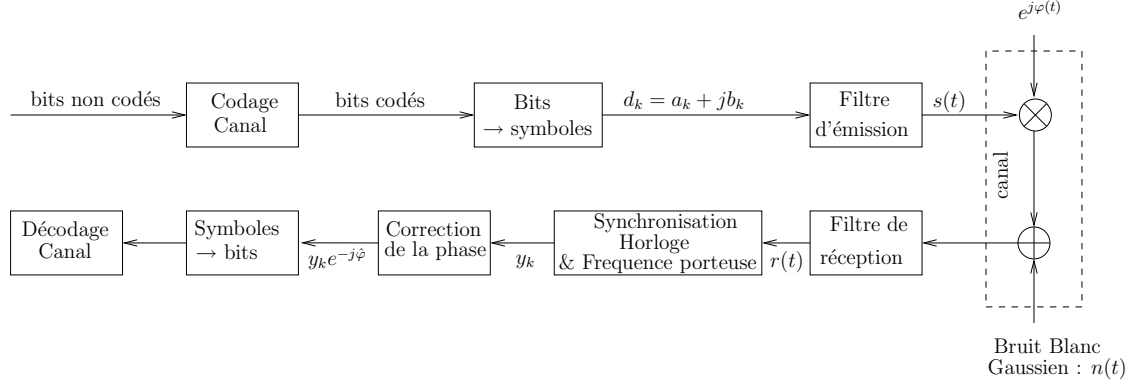 e^{jφ(t)}
bits non codés
Codage
Canal
bits codés
Bits
→ symboles
d_k = a_k + jb_k
Filtre
d'émission
s(t)
canal
Décodage
Canal
Symboles
→ bits
y_k e^{-jφ̂}
Correction
de la phase
y_k
Synchronisation
Horloge
& Frequence porteuse
r(t)
Filtre de
réception
Bruit Blanc
Gaussien : n(t)